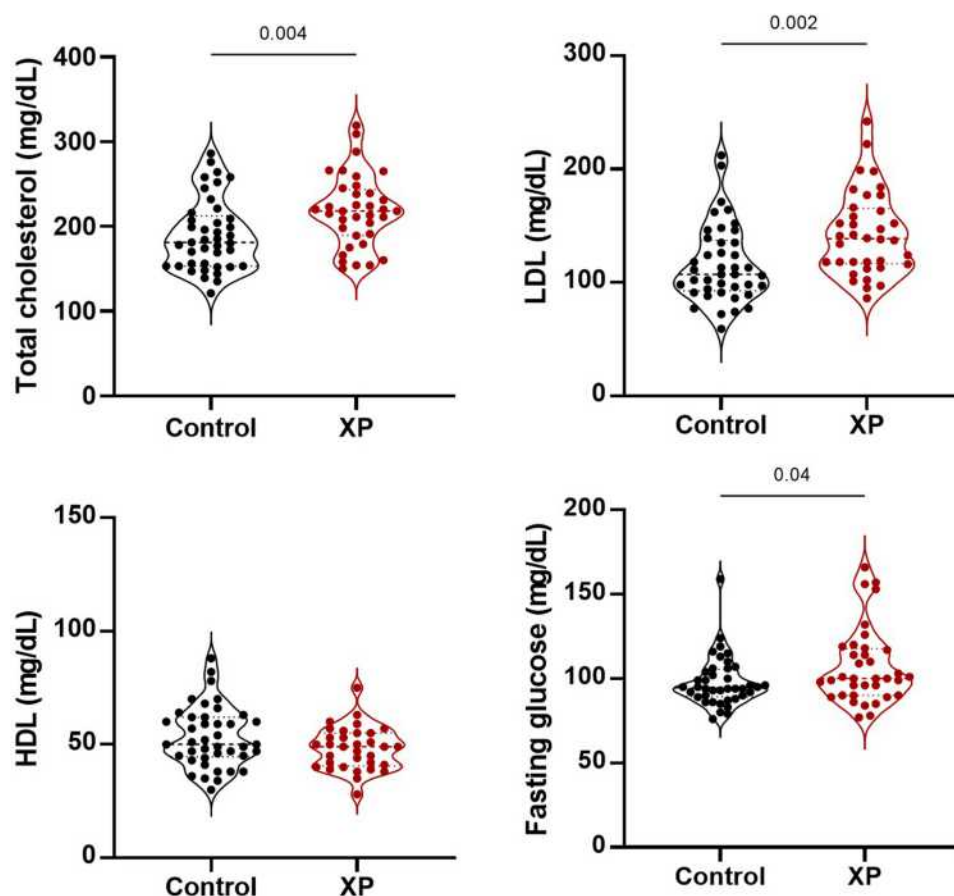 0.004
Total cholesterol (mg/dL)
400
300
200
100
0
Control XP
0.002
LDL (mg/dL)
300
200
100
0
Control XP
HDL (mg/dL)
150
100
50
0
Control XP
0.04
Fasting glucose (mg/dL)
200
150
100
50
0
Control XP